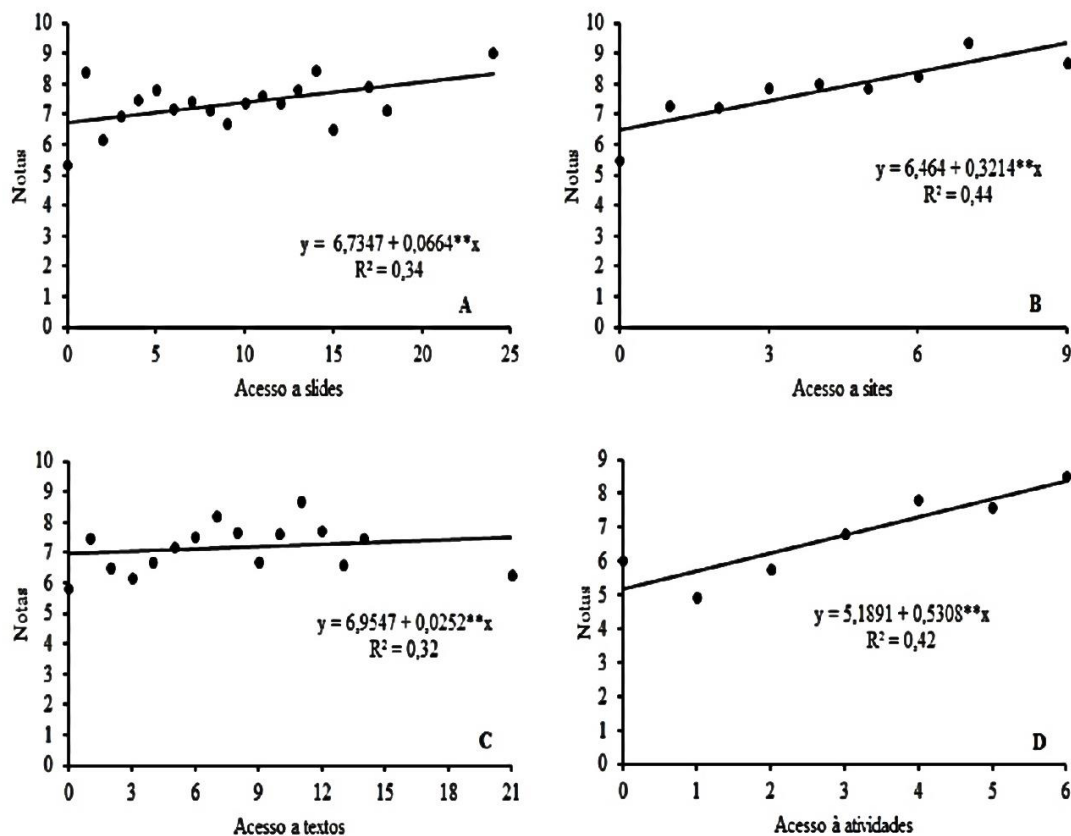 10
9
8
7
6
5
4
3
2
1
0
Notus
y = 6,7347 + 0,0664**x
R² = 0,34
A
0 5 10 15 20 25
Acesso a slides
10
9
8
7
6
5
4
3
2
1
0
Notus
y = 6,464 + 0,3214**x
R² = 0,44
B
0 3 6 9
Acesso a sites
10
9
8
7
6
5
4
3
2
1
0
Notas
y = 6,9547 + 0,0252**x
R² = 0,32
C
0 3 6 9 12 15 18 21
Acesso a textos
9
8
7
6
5
4
3
2
1
0
Notus
y = 5,1891 + 0,5308**x
R² = 0,42
D
0 1 2 3 4 5 6
Acesso à atividades